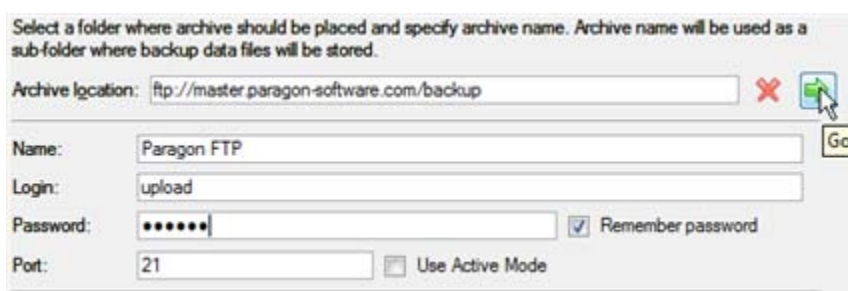 Select a folder where archive should be placed and specify archive name. Archive name will be used as a
sub-folder where backup data files will be stored.
Archive location: ftp://master.paragon-software.com/backup
Go
Name: Paragon FTP
Login: upload
Password: ●●●●●● Remember password
Port: 21 Use Active Mode